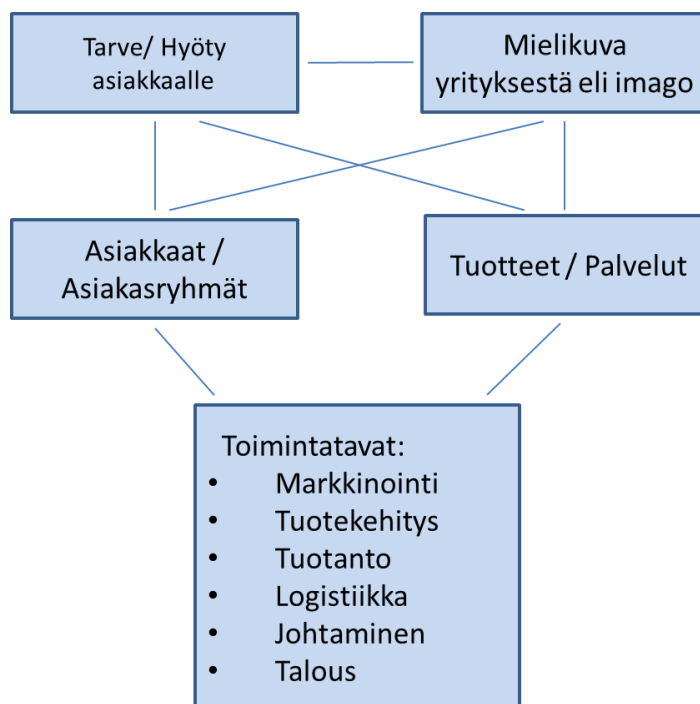 Tarve/ Hyöty
asiakkaalle
Mielikuva
yrityksestä eli imago
Asiakkaat /
Asiakasryhmät
Tuotteet / Palvelut
Toimintatavat:
• Markkinointi
• Tuotekehitys
• Tuotanto
• Logistiikka
• Johtaminen
• Talous